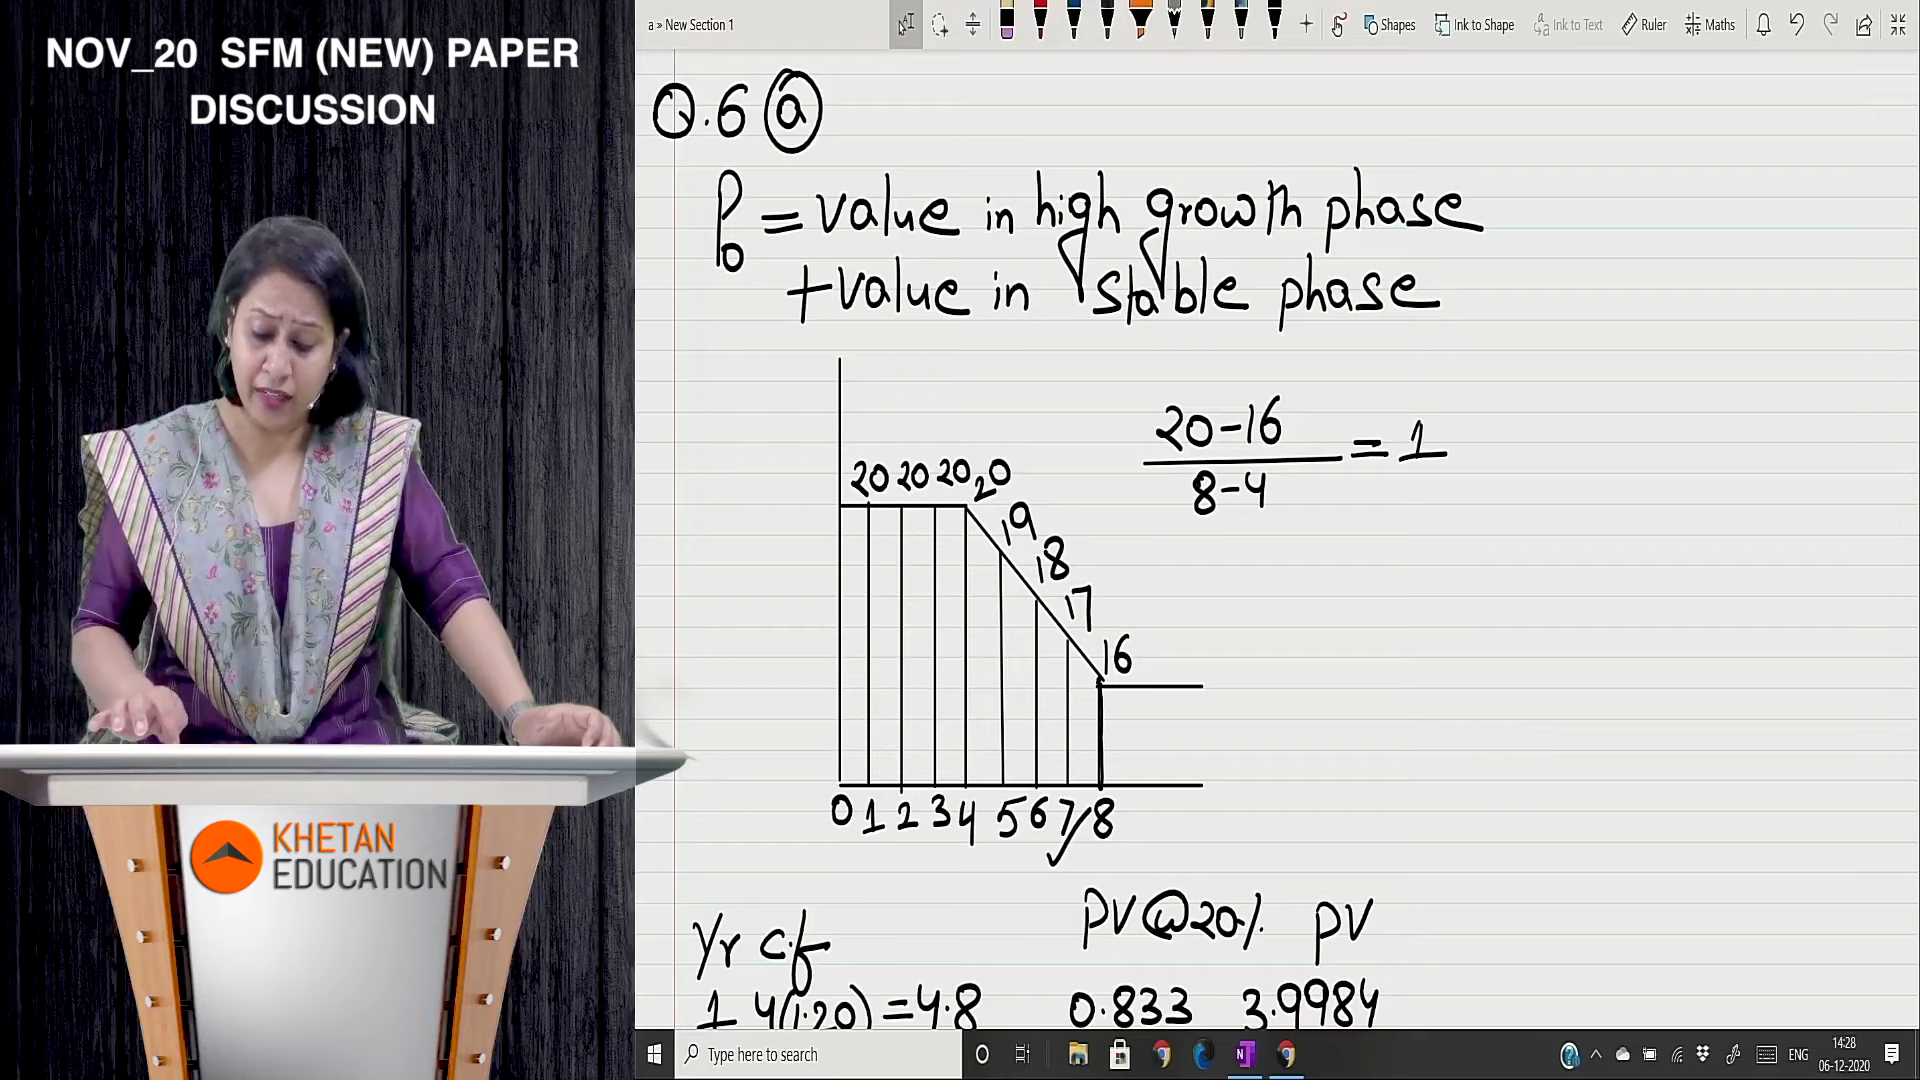 NOV_20 SFM (NEW) PAPER
DISCUSSION
KHETAN
EDUCATION
a » New Section 1
Shapes
Ink to Shape
Ink to Text
Ruler
Maths
Q.6 (a)
P0 = value in high growth phase
+ value in stable phase
20-16
8-4
= 1
20 20 20 20
19
18
17
16
0 1 2 3 4 5 6 7 8
Yr c.f PV@20% PV
1 4(1.20) = 4.8 0.833 3.9984
Type here to search
ENG
14:28
06-12-2020